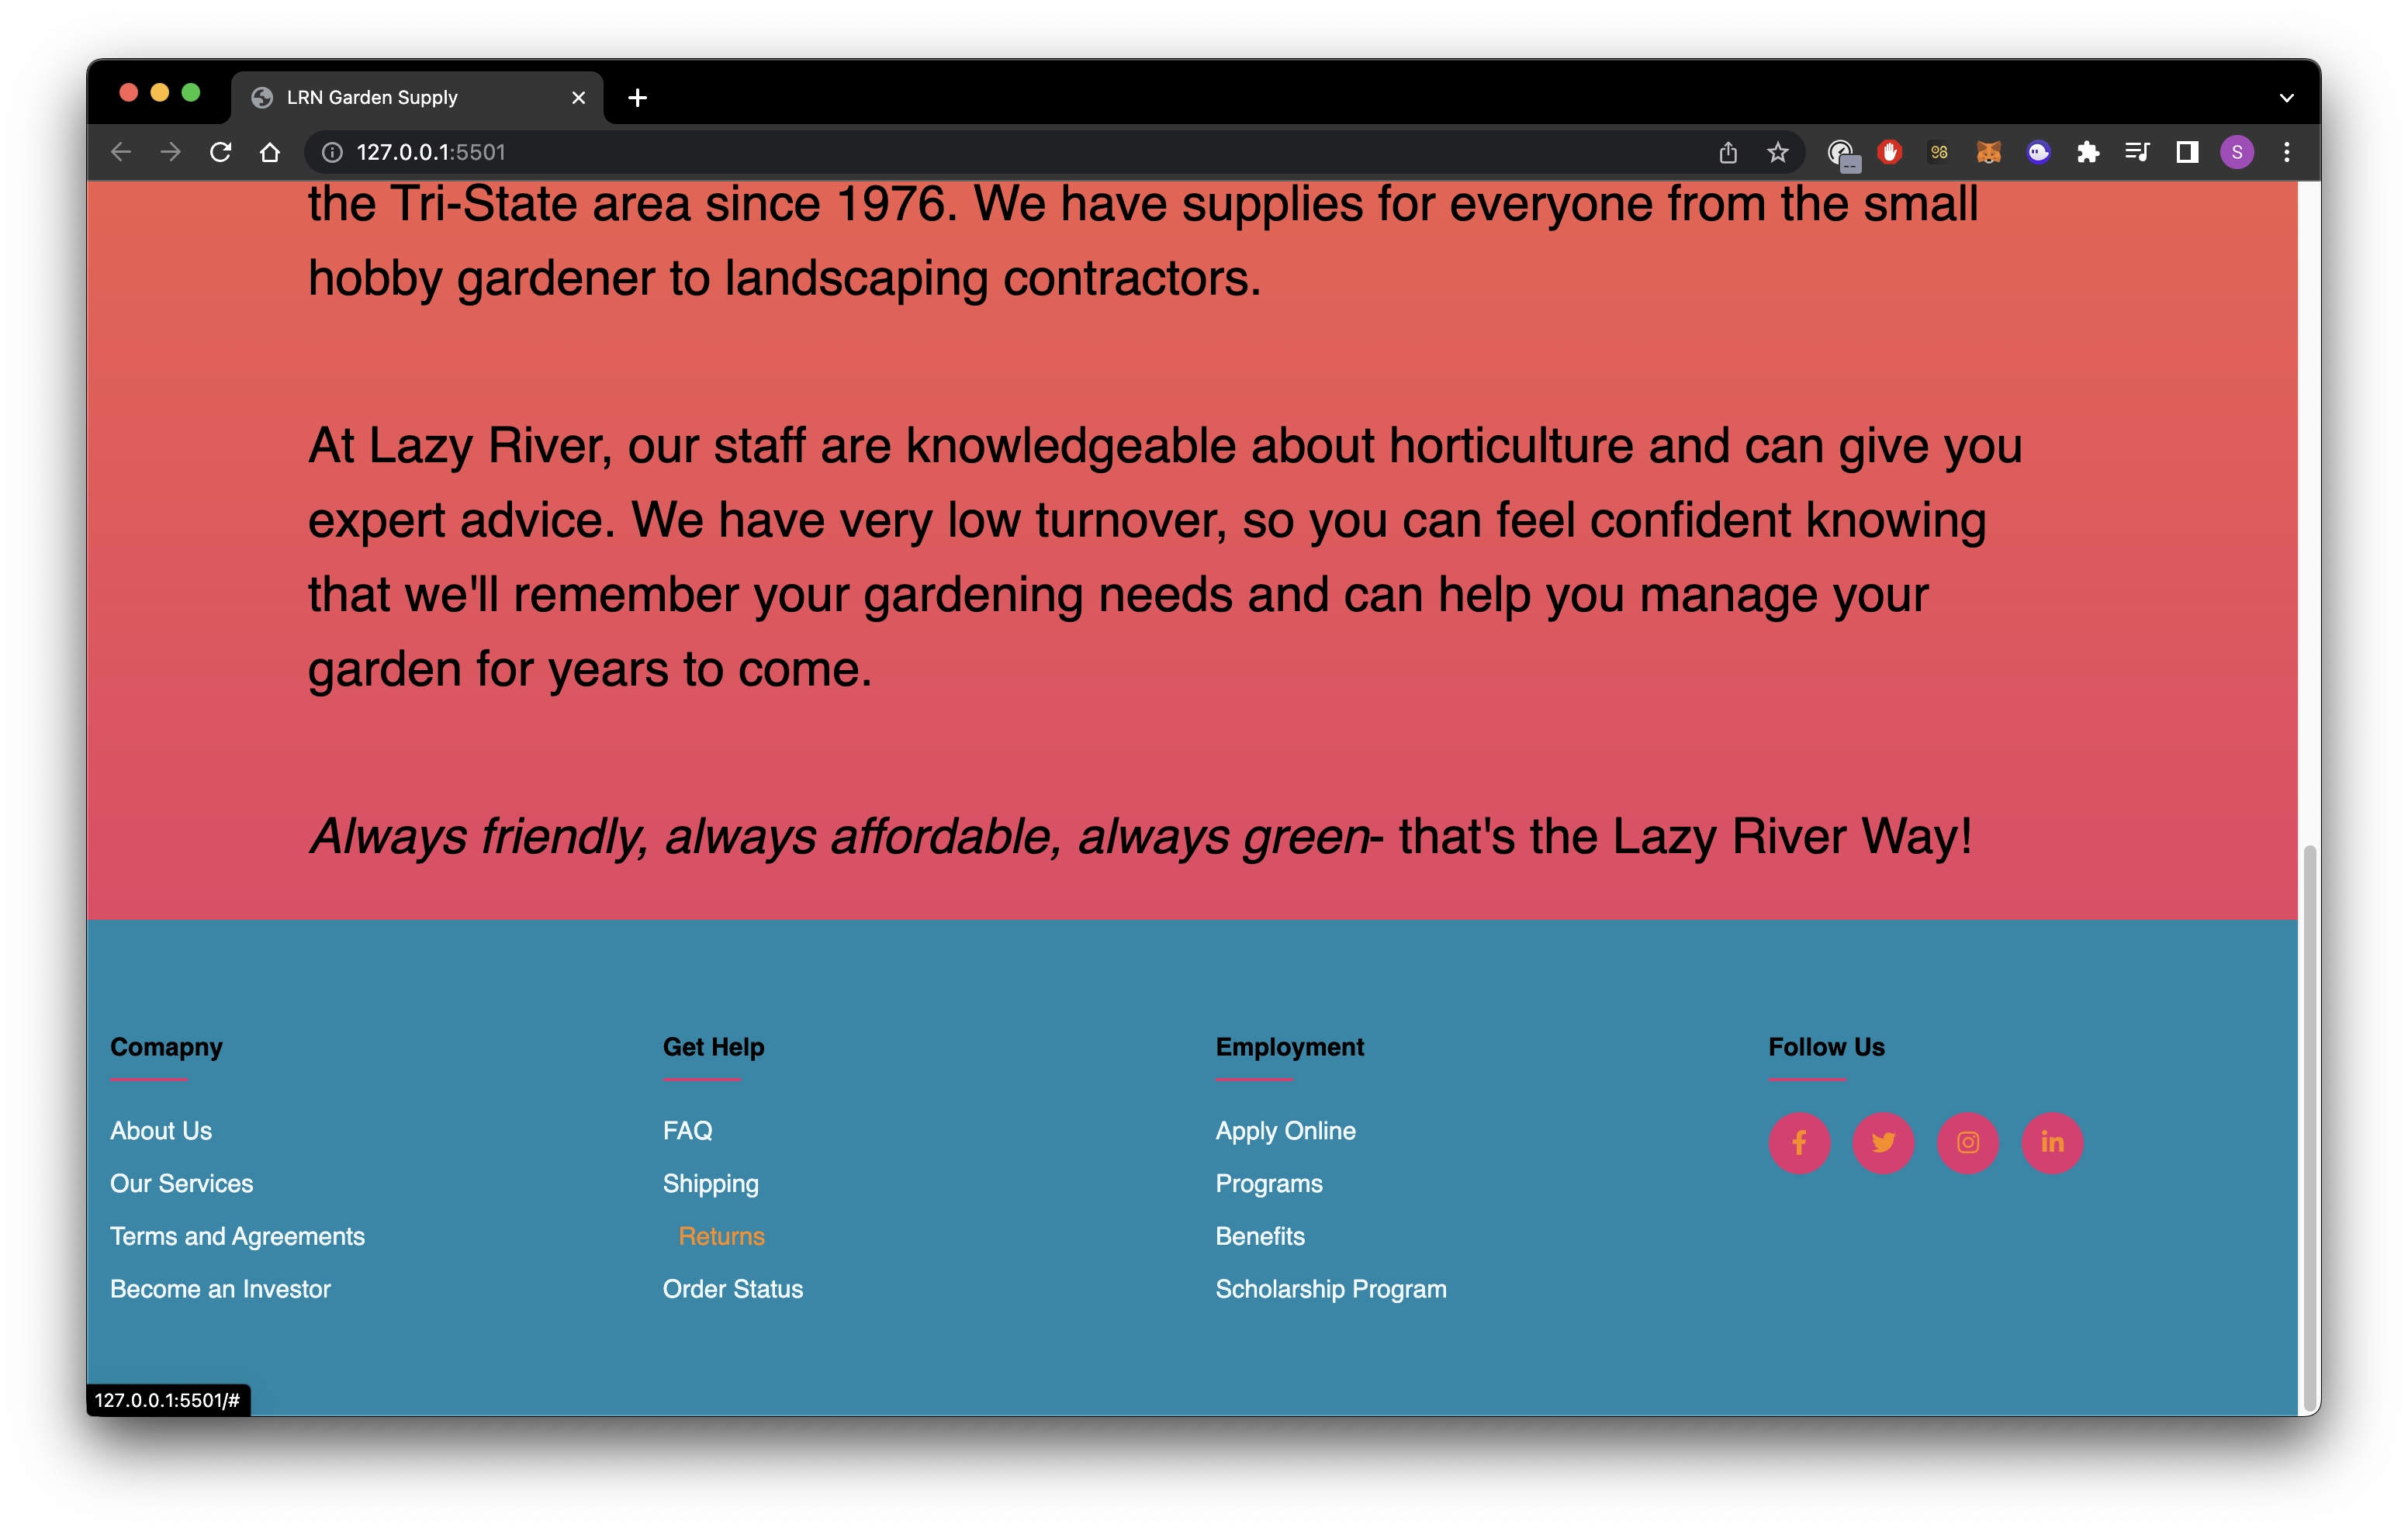 LRN Garden Supply
127.0.0.1:5501
98
S
the Tri-State area since 1976. We have supplies for everyone from the small
hobby gardener to landscaping contractors.
At Lazy River, our staff are knowledgeable about horticulture and can give you
expert advice. We have very low turnover, so you can feel confident knowing
that we'll remember your gardening needs and can help you manage your
garden for years to come.
Always friendly, always affordable, always green- that's the Lazy River Way!
Comapny
About Us
Our Services
Terms and Agreements
Become an Investor
Get Help
FAQ
Shipping
Returns
Order Status
Employment
Apply Online
Programs
Benefits
Scholarship Program
Follow Us
127.0.0.1:5501/#